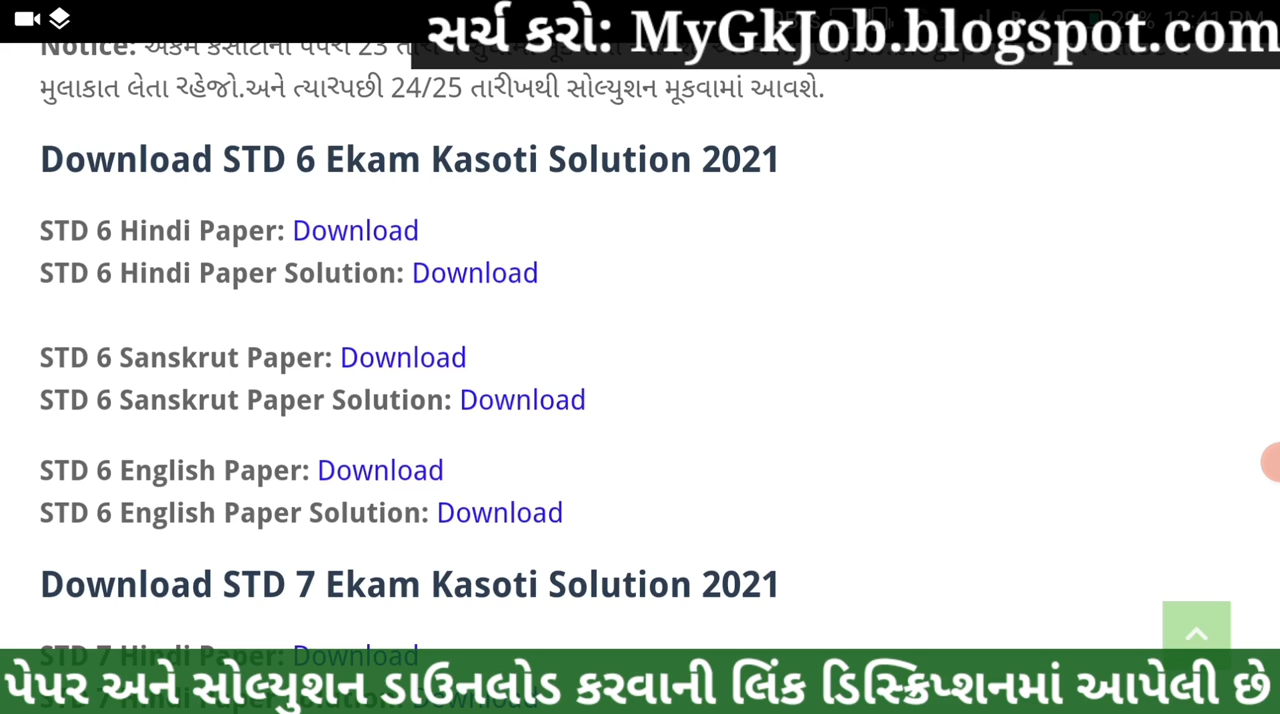 સર્ચ કરો: MyGkJob.blogspot.com
Notice:
મુલાકાત લેતા રહેજો.અને ત્યારપછી 24/25 તારીખથી સોલ્યુશન મૂકવામાં આવશે.
Download STD 6 Ekam Kasoti Solution 2021
STD 6 Hindi Paper: Download
STD 6 Hindi Paper Solution: Download
STD 6 Sanskrut Paper: Download
STD 6 Sanskrut Paper Solution: Download
STD 6 English Paper: Download
STD 6 English Paper Solution: Download
Download STD 7 Ekam Kasoti Solution 2021
STD 7 Hindi Paper: Download
પેપર અને સોલ્યુશન ડાઉનલોડ કરવાની લિંક ડિસ્ક્રિપ્શનમાં આપેલી છે